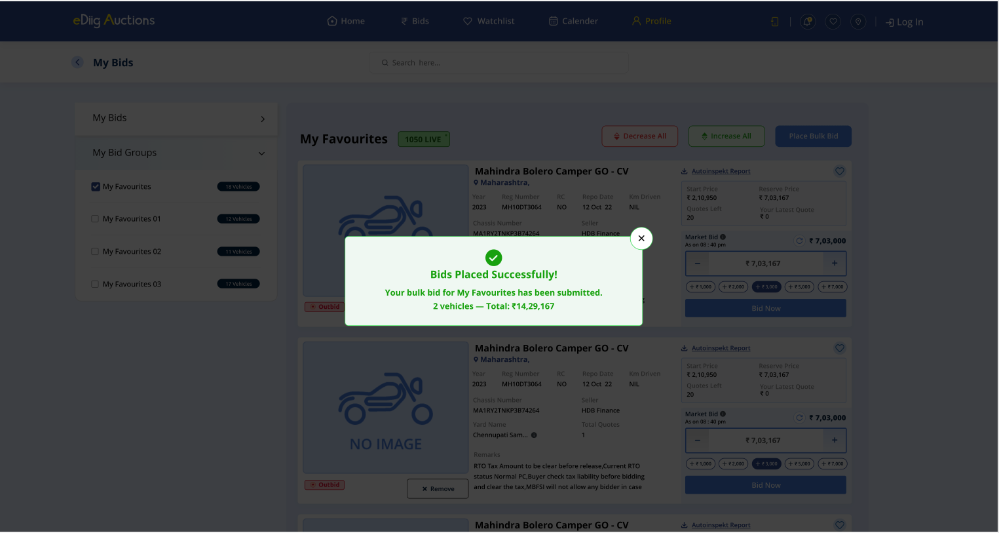 eDiig Auctions
Home
₹ Bids
Watchlist
Calender
Profile
Log In
My Bids
Search here...
My Bids
My Bid Groups
My Favourites
18 Vehicles
My Favourites 01
12 Vehicles
My Favourites 02
11 Vehicles
My Favourites 03
17 Vehicles
My Favourites
1050 LIVE
Decrease All
Increase All
Place Bulk Bid
Mahindra Bolero Camper GO - CV
Maharashtra,
Year Reg Number RC Repo Date Km Driven
2023 MH10DT3064 NO 12 Oct 22 NIL
Chassis Number Seller
MA1RY2TNKP3B74264 HDB Finance
Outbid
Autoinspekt Report
Start Price Reserve Price
₹ 2,10,950 ₹ 7,03,167
Quotes Left Your Latest Quote
20 ₹ 0
Market Bid
As on 08 : 40 pm
₹ 7,03,000
− ₹ 7,03,167 +
+ ₹ 1,000 + ₹ 2,000 + ₹ 3,000 + ₹ 5,000 + ₹ 7,000
Bid Now
Bids Placed Successfully!
Your bulk bid for My Favourites has been submitted.
2 vehicles — Total: ₹14,29,167
NO IMAGE
Outbid
Remove
Mahindra Bolero Camper GO - CV
Maharashtra,
Year Reg Number RC Repo Date Km Driven
2023 MH10DT3064 NO 12 Oct 22 NIL
Chassis Number Seller
MA1RY2TNKP3B74264 HDB Finance
Yard Name Total Quotes
Chennupati Sam... 1
Remarks
RTO Tax Amount to be clear before release,Current RTO
status Normal PC,Buyer check tax liability before bidding
and clear the tax,MBFSI will not allow any bidder in case
Autoinspekt Report
Start Price Reserve Price
₹ 2,10,950 ₹ 7,03,167
Quotes Left Your Latest Quote
20 ₹ 0
Market Bid
As on 08 : 40 pm
₹ 7,03,000
− ₹ 7,03,167 +
+ ₹ 1,000 + ₹ 2,000 + ₹ 3,000 + ₹ 5,000 + ₹ 7,000
Bid Now
Mahindra Bolero Camper GO - CV
Autoinspekt Report